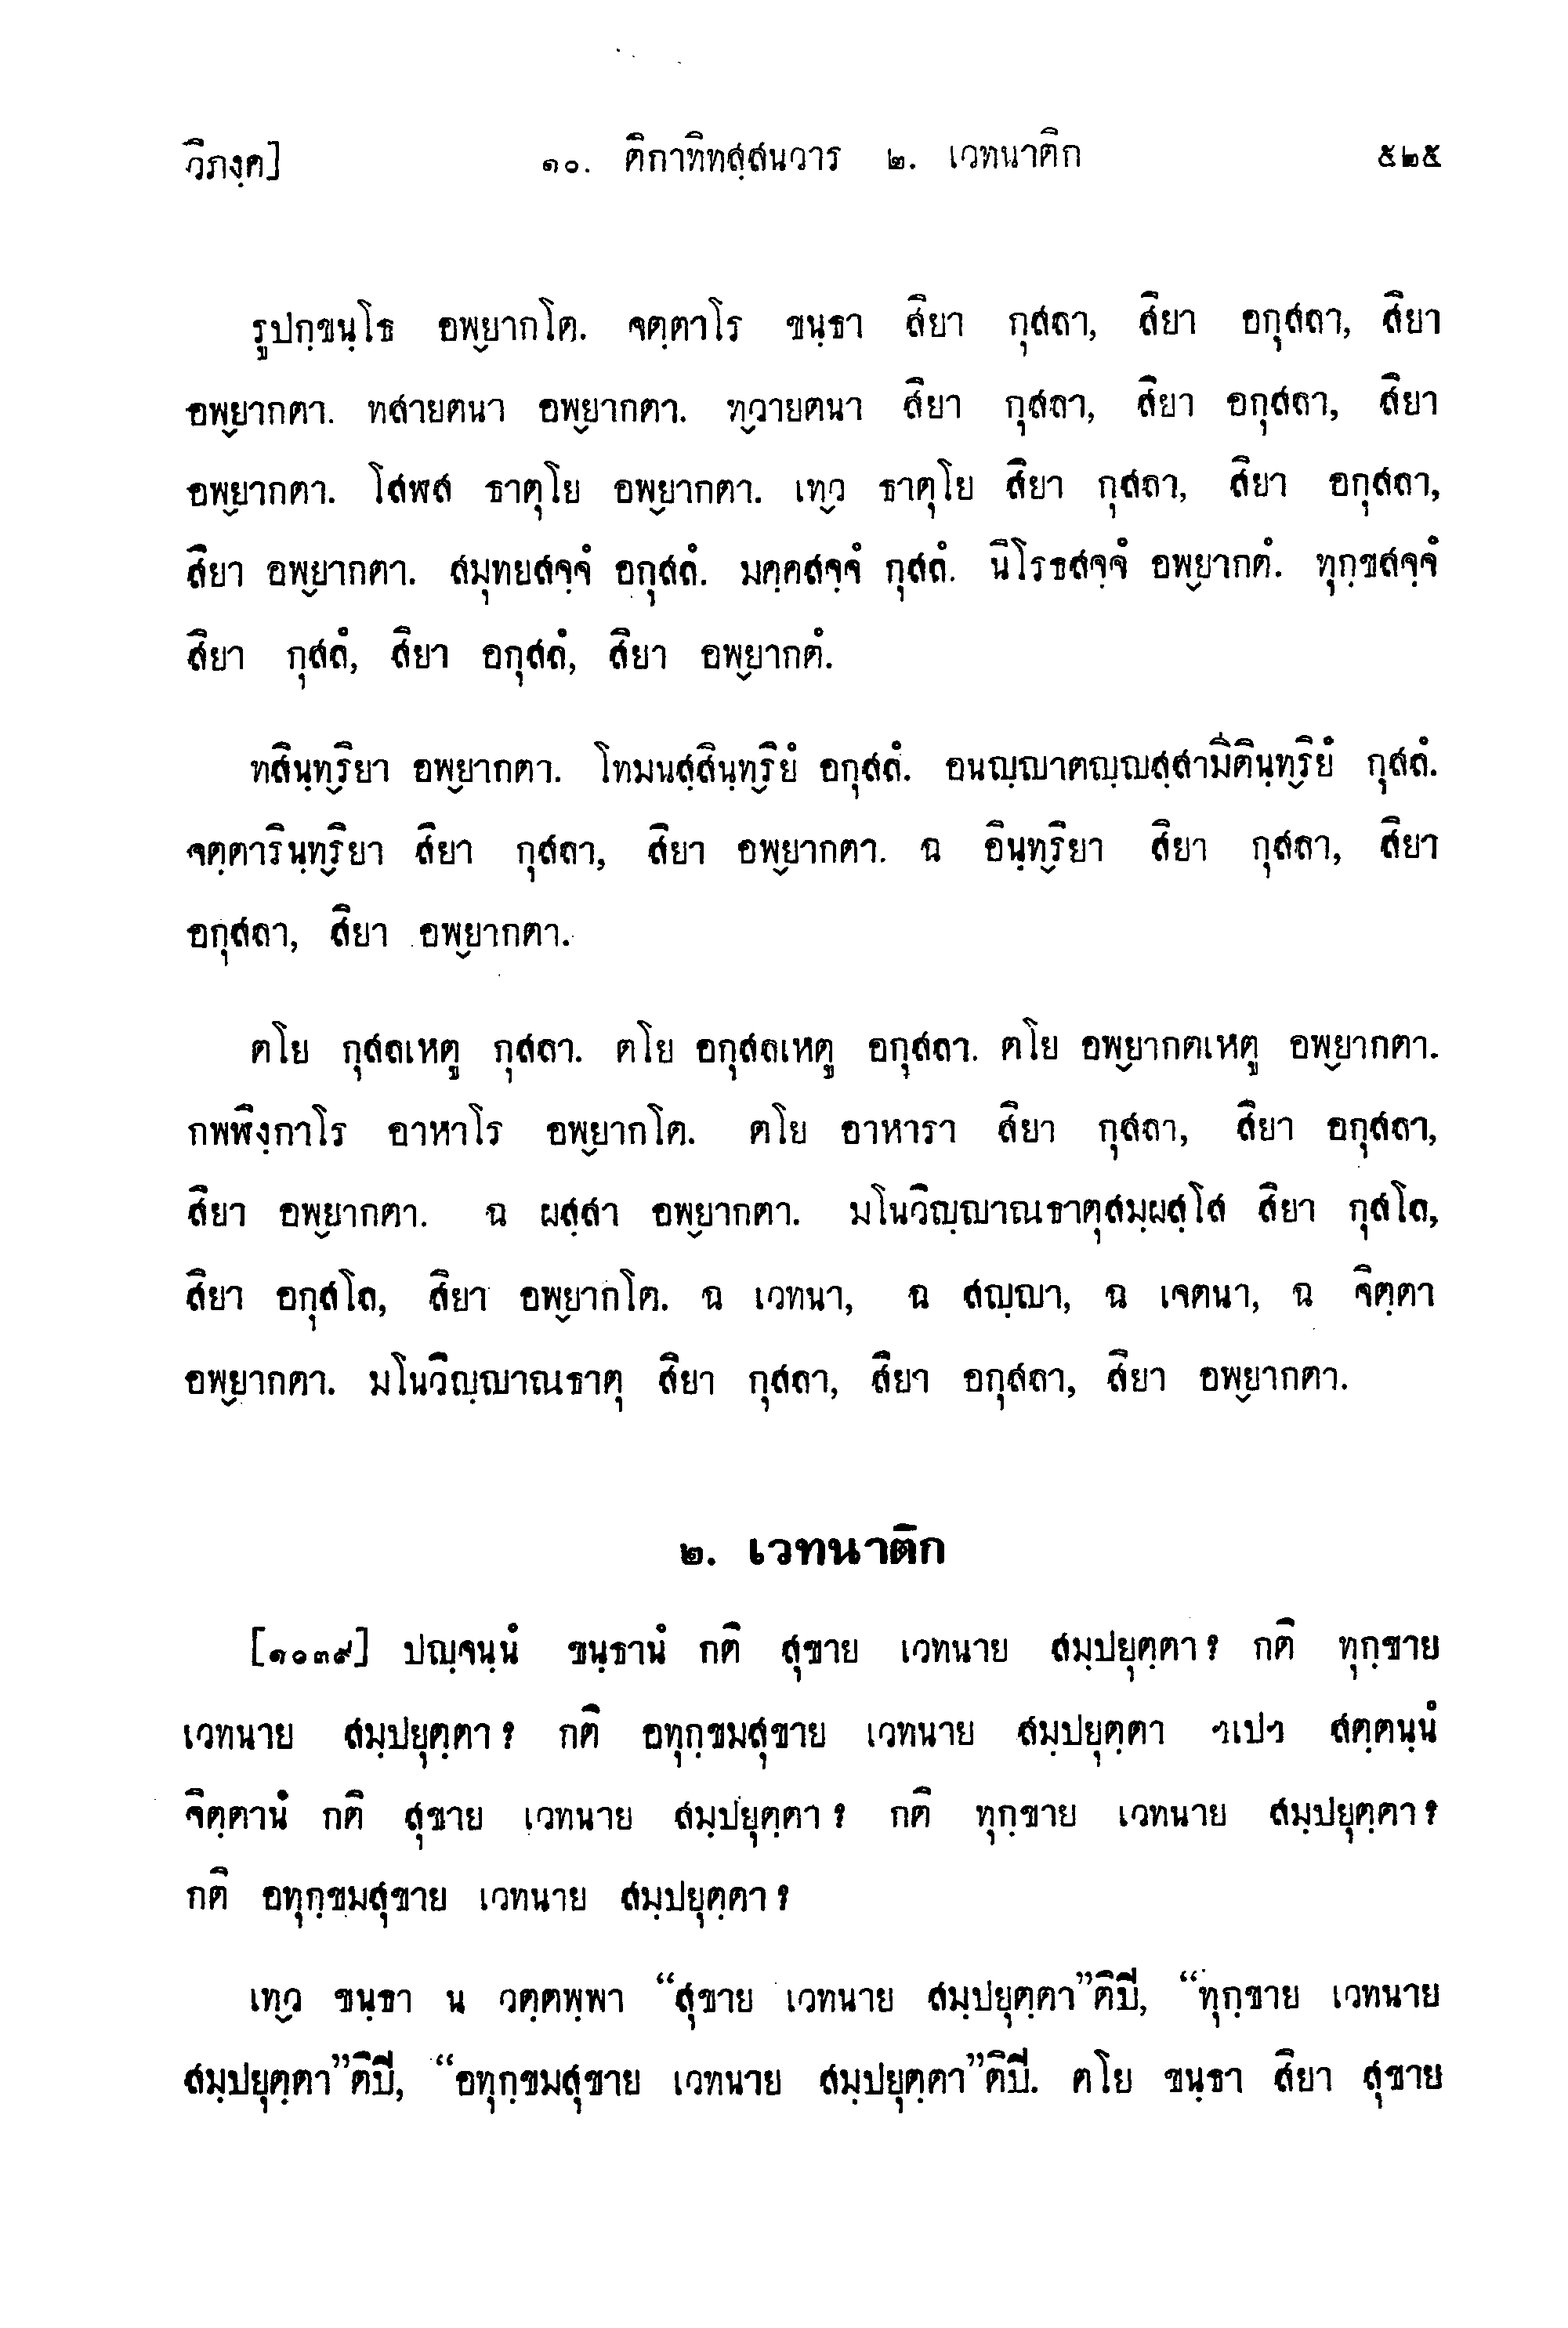 วิภงฺค] ๑๐. ติกาทิทสฺสนวาร ๒. เวทนาติก ๕๒๕
รูปกฺขนฺโธ อพฺยากโต. จตฺตาโร ขนฺธา สิยา กุสลา, สิยา อกุสลา, สิยา
อพฺยากตา. ทสายตนา อพฺยากตา. ทฺวายตนา สิยา กุสลา, สิยา อกุสลา, สิยา
อพฺยากตา. โสฬส ธาตุโย อพฺยากตา. เทฺว ธาตุโย สิยา กุสลา, สิยา อกุสลา,
สิยา อพฺยากตา. สมุทยสจฺจํ อกุสลํ. มคฺคสจฺจํ กุสลํ. นิโรธสจฺจํ อพฺยากตํ. ทุกฺขสจฺจํ
สิยา กุสลํ, สิยา อกุสลํ, สิยา อพฺยากตํ.
ทสินฺทฺริยา อพฺยากตา. โทมนสฺสินฺทฺริยํ อกุสลํ. อนญฺญาตญฺญสฺสามีตินฺทฺริยํ กุสลํ.
จตฺตารินฺทฺริยา สิยา กุสลา, สิยา อพฺยากตา. ฉ อินฺทฺริยา สิยา กุสลา, สิยา
อกุสลา, สิยา อพฺยากตา.
ตโย กุสลเหตู กุสลา. ตโย อกุสลเหตู อกุสลา. ตโย อพฺยากตเหตู อพฺยากตา.
กพฬิงฺกาโร อาหาโร อพฺยากโต. ตโย อาหารา สิยา กุสลา, สิยา อกุสลา,
สิยา อพฺยากตา. ฉ ผสฺสา อพฺยากตา. มโนวิญฺญาณธาตุสมฺผสฺโส สิยา กุสโล,
สิยา อกุสโล, สิยา อพฺยากโต. ฉ เวทนา, ฉ สญฺญา, ฉ เจตนา, ฉ จิตฺตา
อพฺยากตา. มโนวิญฺญาณธาตุ สิยา กุสลา, สิยา อกุสลา, สิยา อพฺยากตา.
๒. เวทนาติก
[๑๐๓๙] ปญฺจนฺนํ ขนฺธานํ กติ สุขาย เวทนาย สมฺปยุตฺตา? กติ ทุกฺขาย
เวทนาย สมฺปยุตฺตา? กติ อทุกฺขมสุขาย เวทนาย สมฺปยุตฺตา ฯเปฯ สตฺตนฺนํ
จิตฺตานํ กติ สุขาย เวทนาย สมฺปยุตฺตา? กติ ทุกฺขาย เวทนาย สมฺปยุตฺตา?
กติ อทุกฺขมสุขาย เวทนาย สมฺปยุตฺตา?
เทฺว ขนฺธา น วตฺตพฺพา “สุขาย เวทนาย สมฺปยุตฺตา”ติปี, “ทุกฺขาย เวทนาย
สมฺปยุตฺตา”ติปี, “อทุกฺขมสุขาย เวทนาย สมฺปยุตฺตา”ติปี. ตโย ขนฺธา สิยา สุขาย